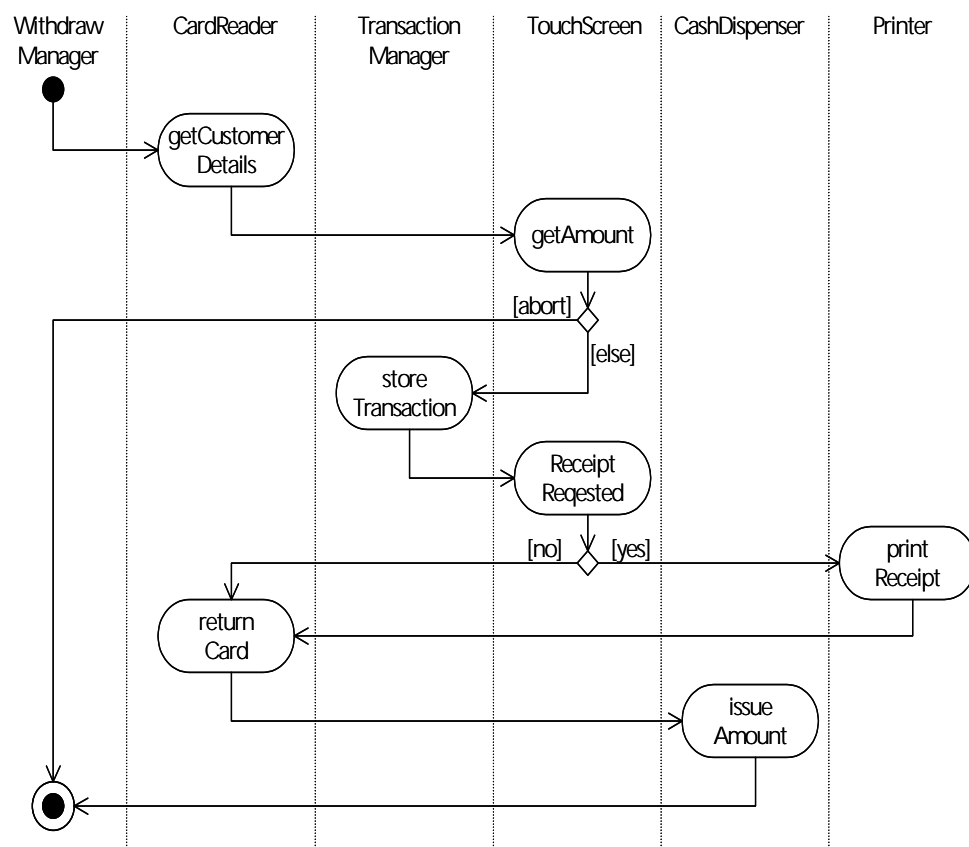 Withdraw
Manager
CardReader
Transaction
Manager
TouchScreen
CashDispenser
Printer
getCustomer
Details
getAmount
[abort]
[else]
store
Transaction
Receipt
Reqested
[no]
[yes]
print
Receipt
return
Card
issue
Amount